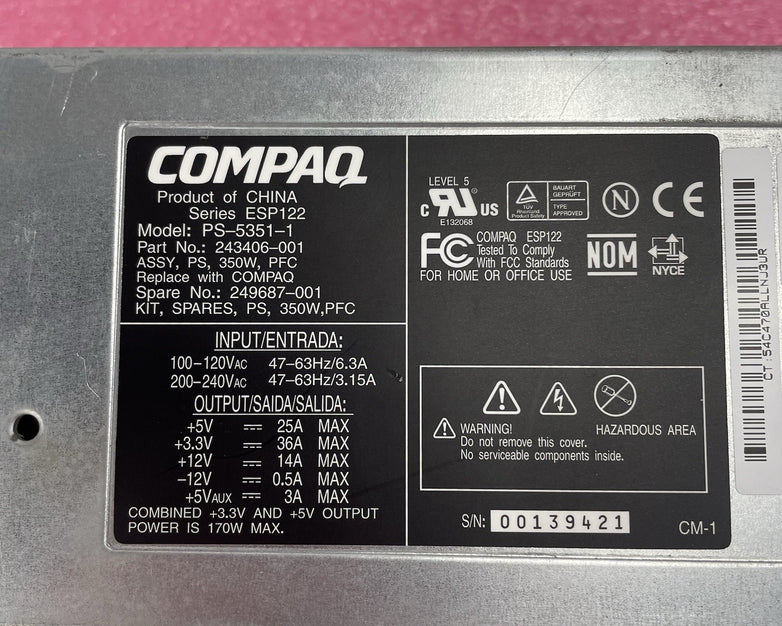 COMPAQ
Product of CHINA
Series ESP122
Model: PS-5351-1
Part No.: 243406-001
ASSY, PS, 350W, PFC
Replace with COMPAQ
Spare No.: 249687-001
KIT, SPARES, PS, 350W,PFC
INPUT/ENTRADA:
100-120VAC 47-63Hz/6.3A
200-240VAC 47-63Hz/3.15A
OUTPUT/SAIDA/SALIDA:
+5V 25A MAX
+3.3V 36A MAX
+12V 14A MAX
-12V 0.5A MAX
+5VAUX 3A MAX
COMBINED +3.3V AND +5V OUTPUT
POWER IS 170W MAX.
LEVEL 5
c RU US
E132068
TÜV
Rheinland
Product Safety
BAUART
GEPRÜFT
TYPE
APPROVED
N
CE
FC
COMPAQ ESP122
Tested To Comply
With FCC Standards
FOR HOME OR OFFICE USE
NOM
NYCE
WARNING!
Do not remove this cover.
No serviceable components inside.
HAZARDOUS AREA
S/N: 00139421
CM-1
CT:54C470ALLNJ3UR